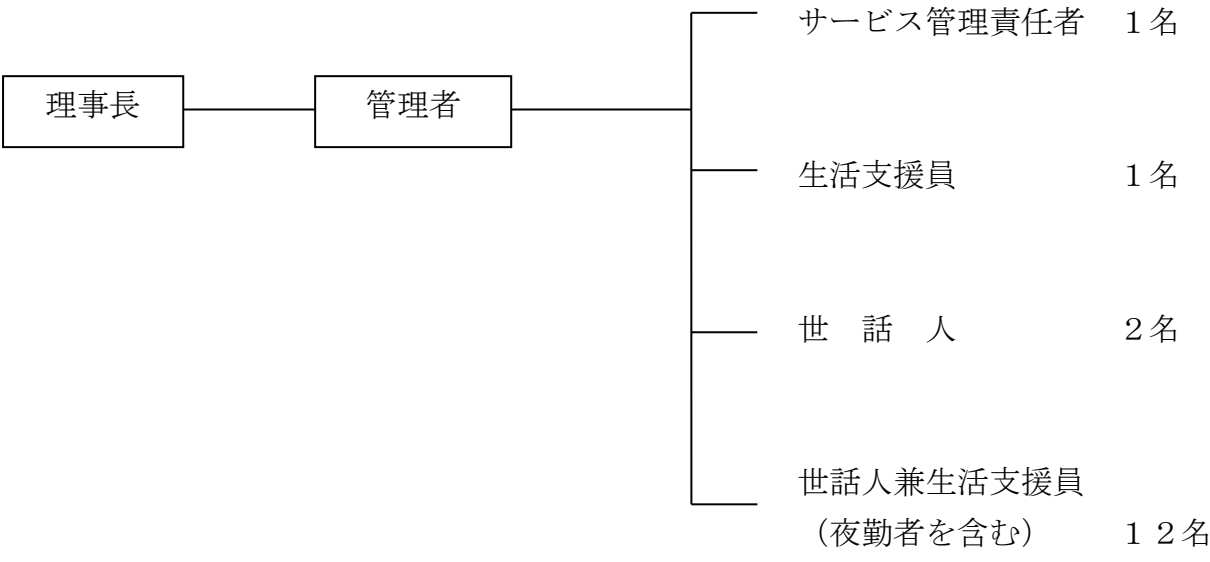 サービス管理責任者　１名
理事長
管理者
生活支援員　１名
世　話　人　２名
世話人兼生活支援員
（夜勤者を含む）　１２名